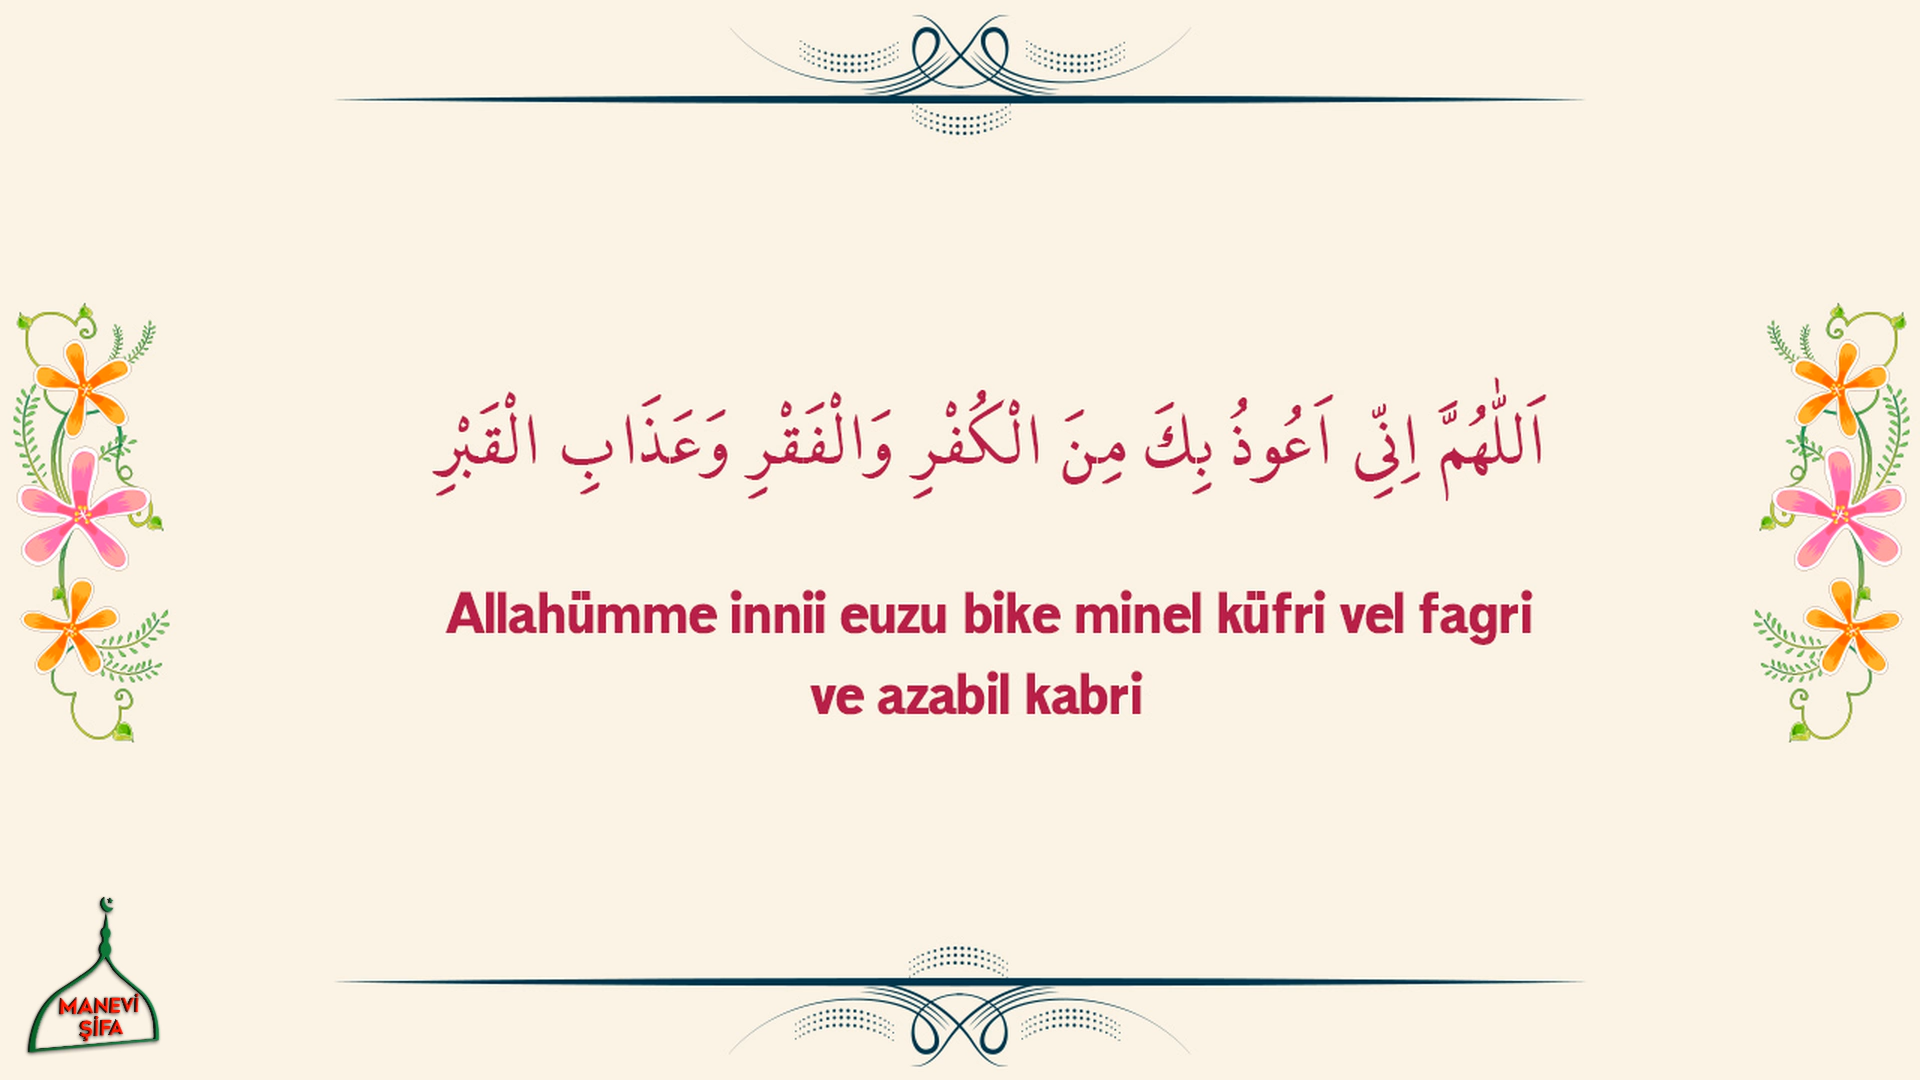 اَللّٰهُمَّ اِنِّي اَعُوذُ بِكَ مِنَ الْكُفْرِ وَالْفَقْرِ وَعَذَابِ الْقَبْرِ
Allahümme innii euzu bike minel küfri vel fagri
ve azabil kabri
MANEVİ
ŞİFA